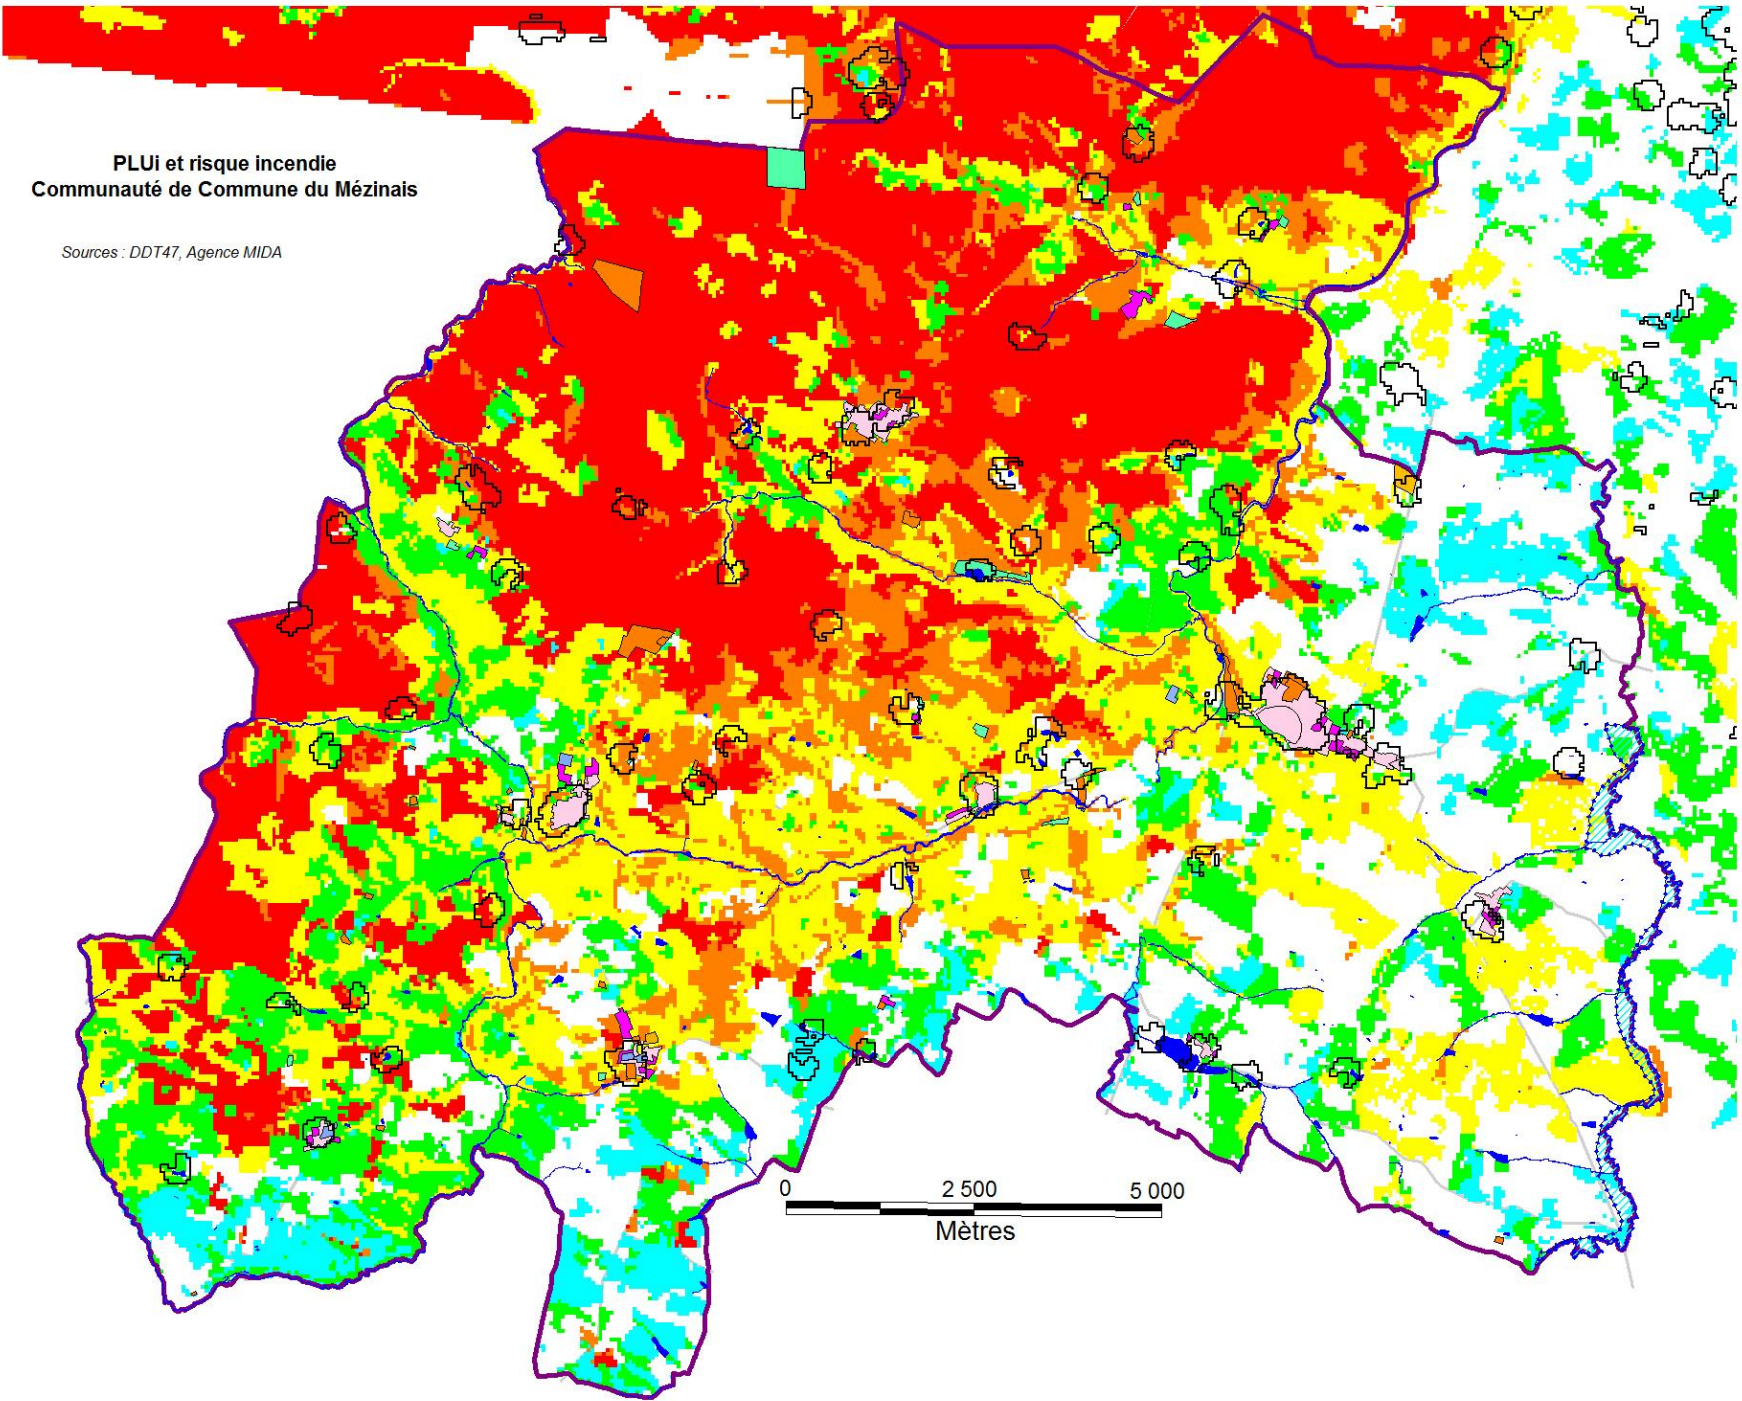 PLUi et risque incendie
Communauté de Commune du Mézinais
Sources : DDT47, Agence MIDA
0 2 500 5 000
Mètres